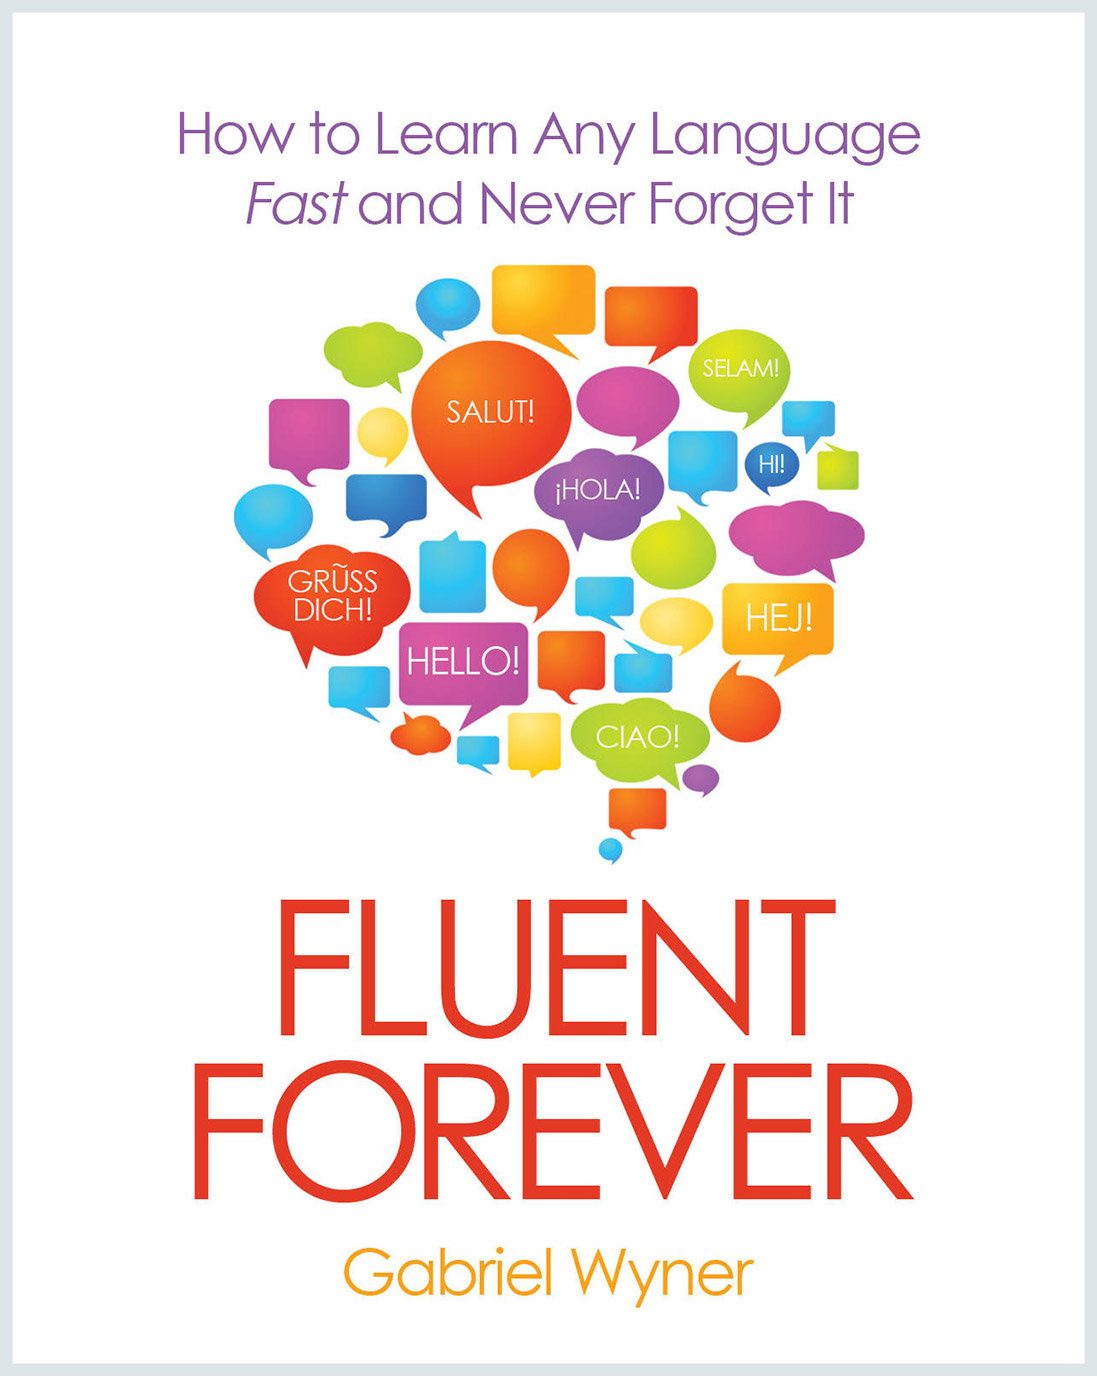 How to Learn Any Language
Fast and Never Forget It
SELAM!
SALUT!
HI!
¡HOLA!
GRŨSS
DICH!
HEJ!
HELLO!
CIAO!
FLUENT
FOREVER
Gabriel Wyner